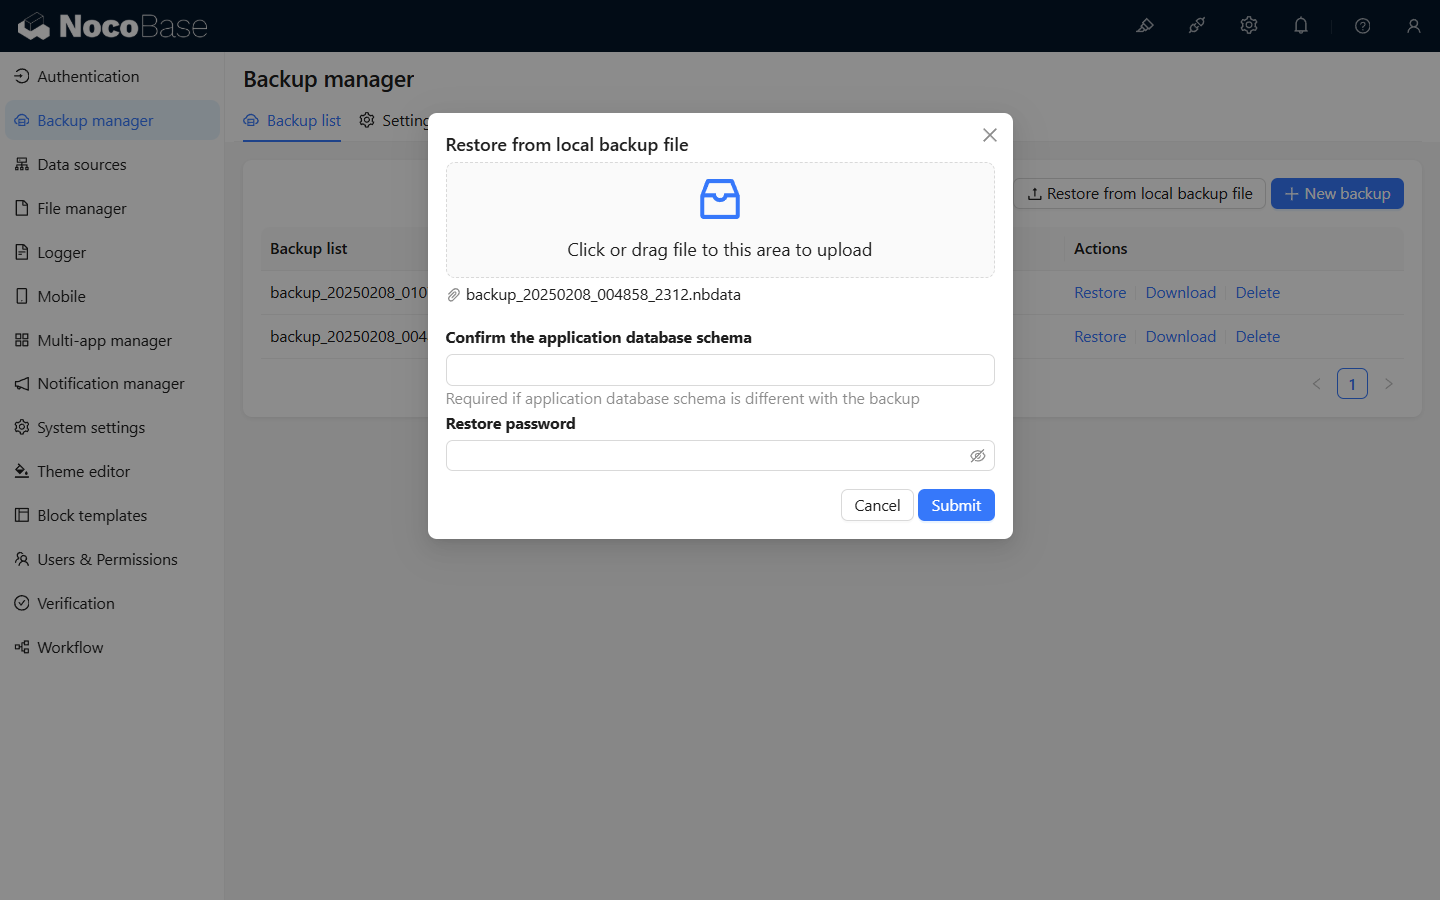 NocoBase
Authentication
Backup manager
Data sources
File manager
Logger
Mobile
Multi-app manager
Notification manager
System settings
Theme editor
Block templates
Users & Permissions
Verification
Workflow
Backup manager
Backup list
Setting
Restore from local backup file
New backup
Backup list
Actions
backup_20250208_010
Restore
Download
Delete
backup_20250208_004
Restore
Download
Delete
1
Restore from local backup file
Click or drag file to this area to upload
backup_20250208_004858_2312.nbdata
Confirm the application database schema
Required if application database schema is different with the backup
Restore password
Cancel
Submit